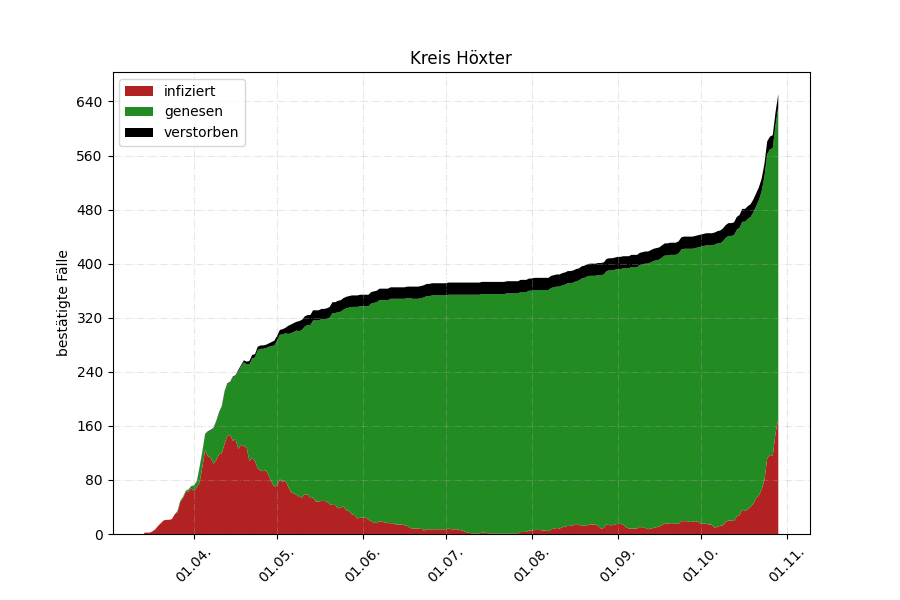 Kreis Höxter
infiziert
genesen
verstorben
bestätigte Fälle
640
560
480
400
320
240
160
80
0
01.04. 01.05. 01.06. 01.07. 01.08. 01.09. 01.10. 01.11.